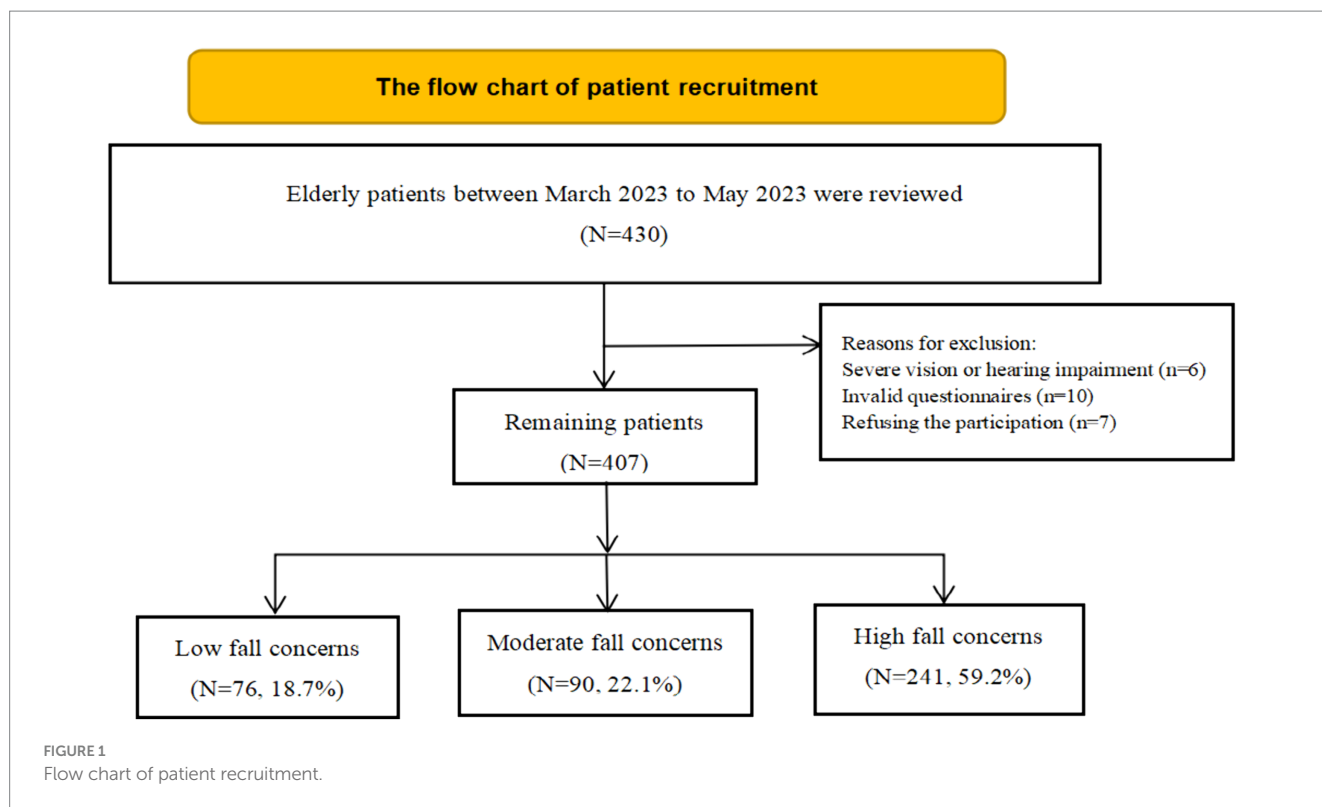 The flow chart of patient recruitment
Elderly patients between March 2023 to May 2023 were reviewed
(N=430)
Reasons for exclusion:
Severe vision or hearing impairment (n=6)
Invalid questionnaires (n=10)
Refusing the participation (n=7)
Remaining patients
(N=407)
Low fall concerns
(N=76, 18.7%)
Moderate fall concerns
(N=90, 22.1%)
High fall concerns
(N=241, 59.2%)
FIGURE 1
Flow chart of patient recruitment.